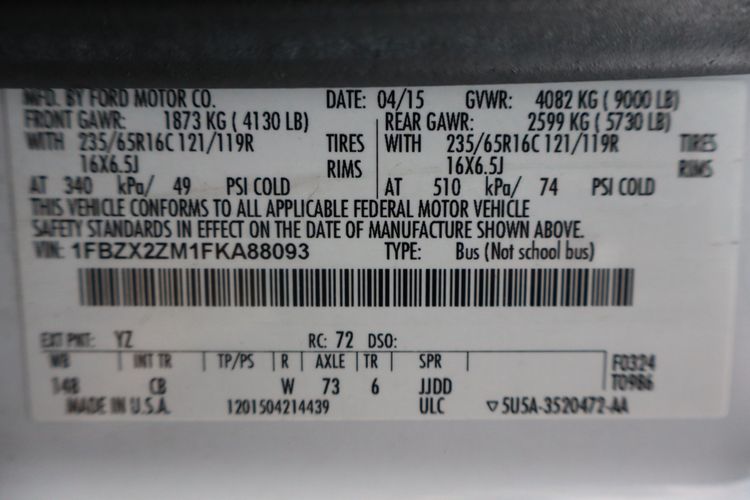 MFD. BY FORD MOTOR CO. DATE: 04/15 GVWR: 4082 KG ( 9000 LB)
FRONT GAWR: 1873 KG ( 4130 LB) REAR GAWR: 2599 KG ( 5730 LB)
WITH 235/65R16C 121/119R TIRES WITH 235/65R16C 121/119R TIRES
16X6.5J RIMS 16X6.5J RIMS
AT 340 kPa/ 49 PSI COLD AT 510 kPa/ 74 PSI COLD
THIS VEHICLE CONFORMS TO ALL APPLICABLE FEDERAL MOTOR VEHICLE
SAFETY STANDARDS IN EFFECT ON THE DATE OF MANUFACTURE SHOWN ABOVE.
VIN: 1FBZX2ZM1FKA88093 TYPE: Bus (Not school bus)
EXT PNT: YZ RC: 72 DSO:
WB INT TR TP/PS R AXLE TR SPR F0324
148 CB W 73 6 JJDD T0986
MADE IN U.S.A. 1201504214439 ULC ▽5U5A-3520472-AA